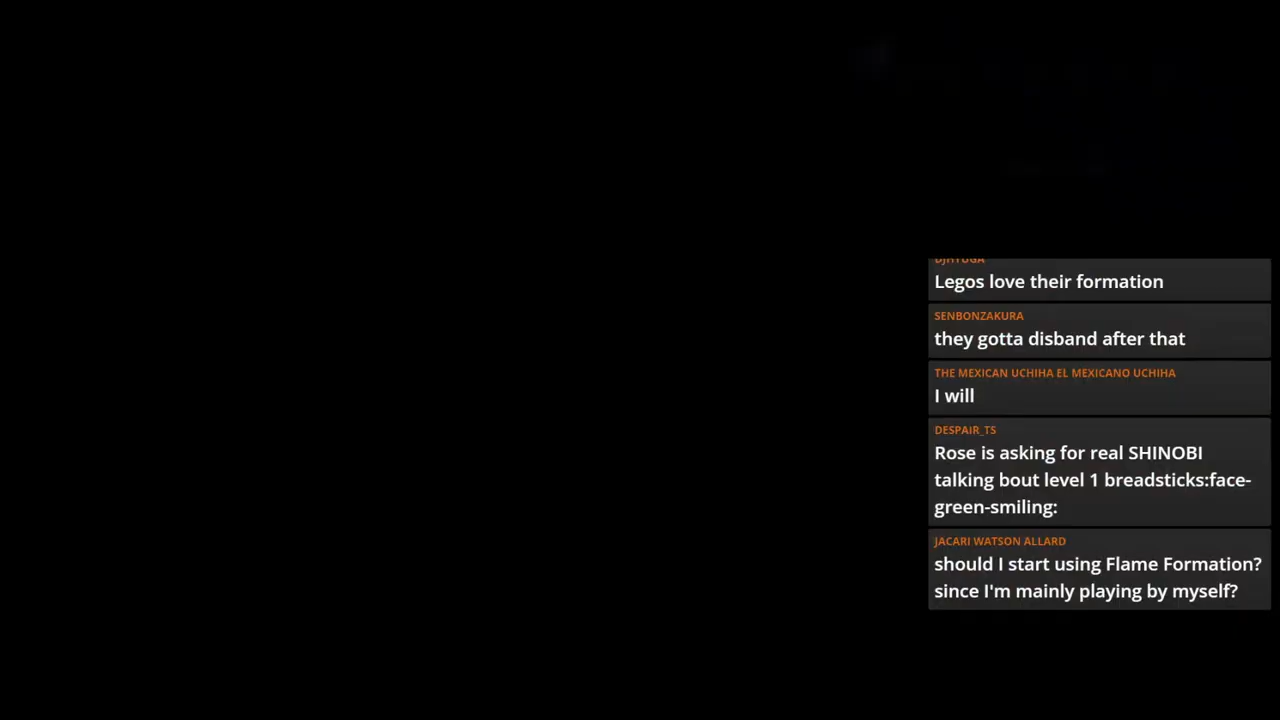 DJHYUGA
Legos love their formation
SENBONZAKURA
they gotta disband after that
THE MEXICAN UCHIHA EL MEXICANO UCHIHA
I will
DESPAIR_TS
Rose is asking for real SHINOBI
talking bout level 1 breadsticks:face-
green-smiling:
JACARI WATSON ALLARD
should I start using Flame Formation?
since I'm mainly playing by myself?